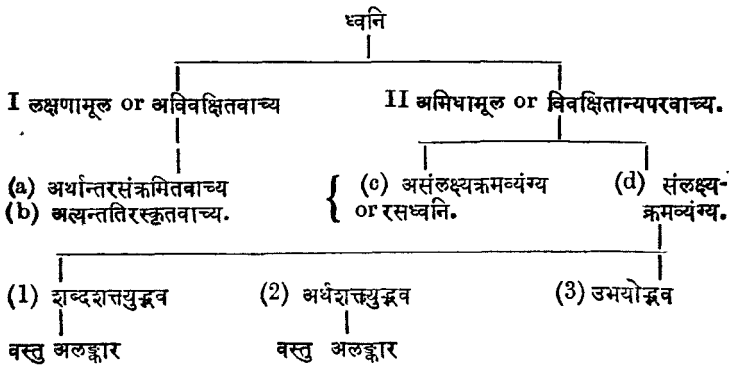 ध्वनि
I लक्षणामूल or अविवक्षितवाच्य II अभिधामूल or विवक्षितान्यपरवाच्य.
(a) अर्थान्तरसंक्रमितवाच्य { (c) असंलक्ष्यक्रमव्यंग्य (d) संलक्ष्य-
(b) अत्यन्ततिरस्कृतवाच्य. or रसध्वनि. क्रमव्यंग्य.
(1) शब्दशक्त्युद्भव (2) अर्थशक्त्युद्भव (3) उभयोद्भव
वस्तु अलङ्कार वस्तु अलङ्कार